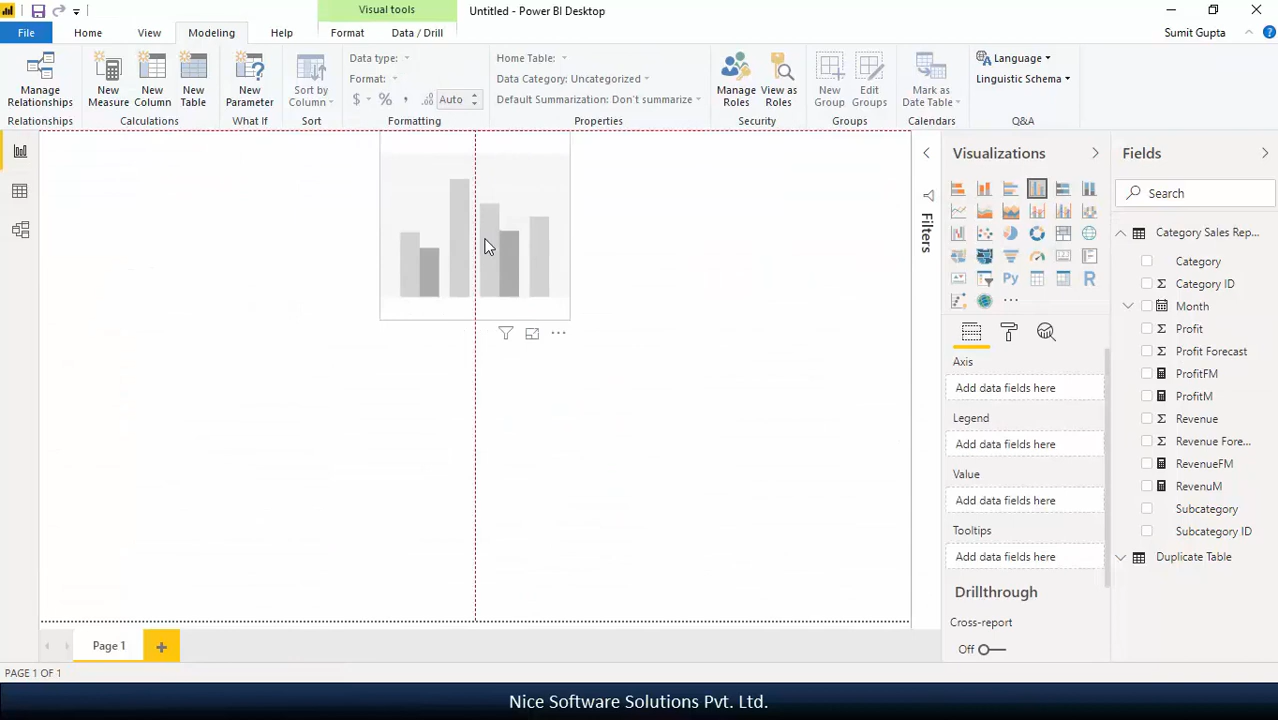 Visual tools
Untitled - Power BI Desktop
File
Home
View
Modeling
Help
Format
Data / Drill
Sumit Gupta
Manage Relationships
Relationships
New Measure
New Column
New Table
Calculations
New Parameter
What If
Sort by Column
Sort
Data type:
Format:
$ % , .00 Auto
Formatting
Home Table:
Data Category: Uncategorized
Default Summarization: Don't summarize
Properties
Manage Roles
View as Roles
Security
New Group
Edit Groups
Groups
Mark as Date Table
Calendars
Language
Linguistic Schema
Q&A
Filters
Visualizations
Py
R
Axis
Add data fields here
Legend
Add data fields here
Value
Add data fields here
Tooltips
Add data fields here
Drillthrough
Cross-report
Off
Fields
Search
Category Sales Rep...
Category
Category ID
Month
Profit
Profit Forecast
ProfitFM
ProfitM
Revenue
Revenue Fore...
RevenueFM
RevenuM
Subcategory
Subcategory ID
Duplicate Table
Page 1
PAGE 1 OF 1
Nice Software Solutions Pvt. Ltd.